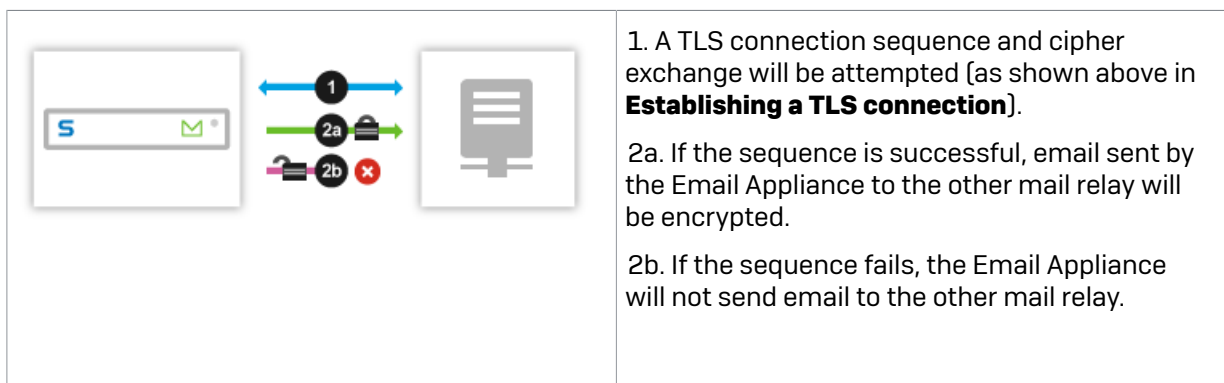 S
1
2a
2b
1. A TLS connection sequence and cipher
exchange will be attempted (as shown above in
Establishing a TLS connection).
2a. If the sequence is successful, email sent by
the Email Appliance to the other mail relay will
be encrypted.
2b. If the sequence fails, the Email Appliance
will not send email to the other mail relay.